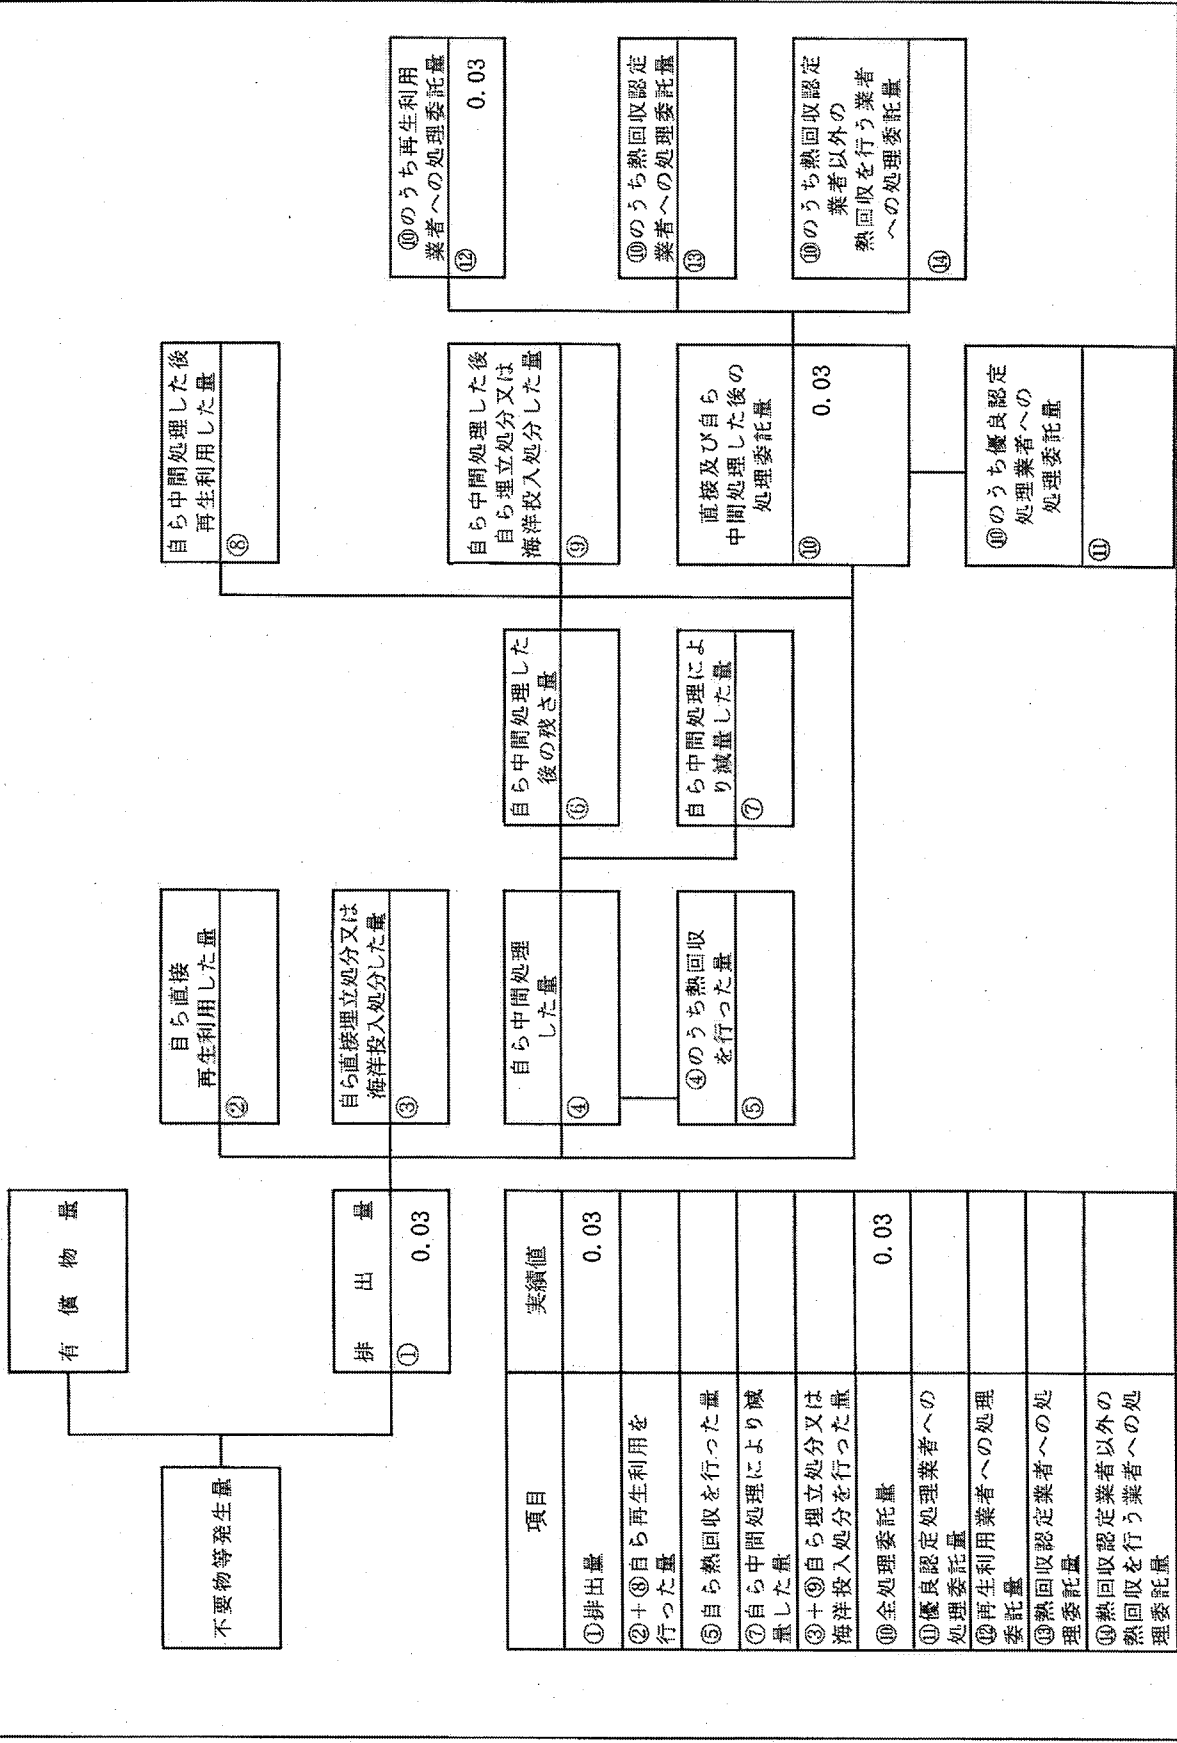 不要物等発生量
有 償 物 量
排 出 量
① 0.03
自ら直接
再生利用した量
②
自ら直接埋立処分又は
海洋投入処分した量
③
自ら中間処理
した量
④
④のうち熱回収
を行った量
⑤
自ら中間処理した
後の残さ量
⑥
自ら中間処理によ
り減量した量
⑦
自ら中間処理した後
再生利用した量
⑧
自ら中間処理した後
自ら埋立処分又は
海洋投入処分した量
⑨
直接及び自ら
中間処理した後の
処理委託量
⑩ 0.03
⑩のうち優良認定
処理業者への
処理委託量
⑪
⑩のうち再生利用
業者への処理委託量
⑫ 0.03
⑩のうち熱回収認定
業者への処理委託量
⑬
⑩のうち熱回収認定
業者以外の
熱回収を行う業者
への処理委託量
⑭
項目 実績値
①排出量 0.03
②+⑧自ら再生利用を
行った量
⑤自ら熱回収を行った量
⑦自ら中間処理により減
量した量
③+⑨自ら埋立処分又は
海洋投入処分を行った量
⑩全処理委託量 0.03
⑪優良認定処理業者への
処理委託量
⑫再生利用業者への処理
委託量
⑬熱回収認定業者への処
理委託量
⑭熱回収認定業者以外の
熱回収を行う業者への処
理委託量